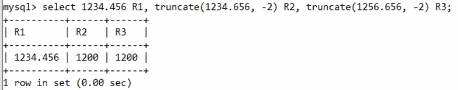 mysql> select 1234.456 R1, truncate(1234.656, -2) R2, truncate(1256.656, -2) R3;
+----------+------+------+
| R1       | R2   | R3   |
+----------+------+------+
| 1234.456 | 1200 | 1200 |
+----------+------+------+
1 row in set (0.00 sec)